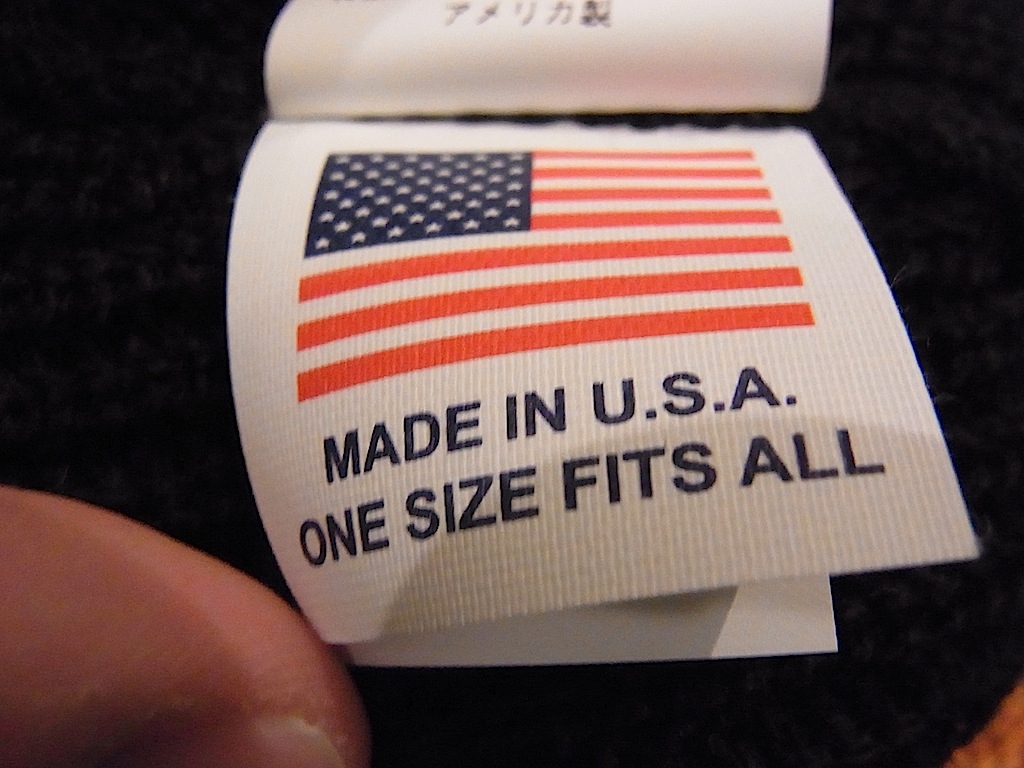 アメリカ製
MADE IN U.S.A.
ONE SIZE FITS ALL